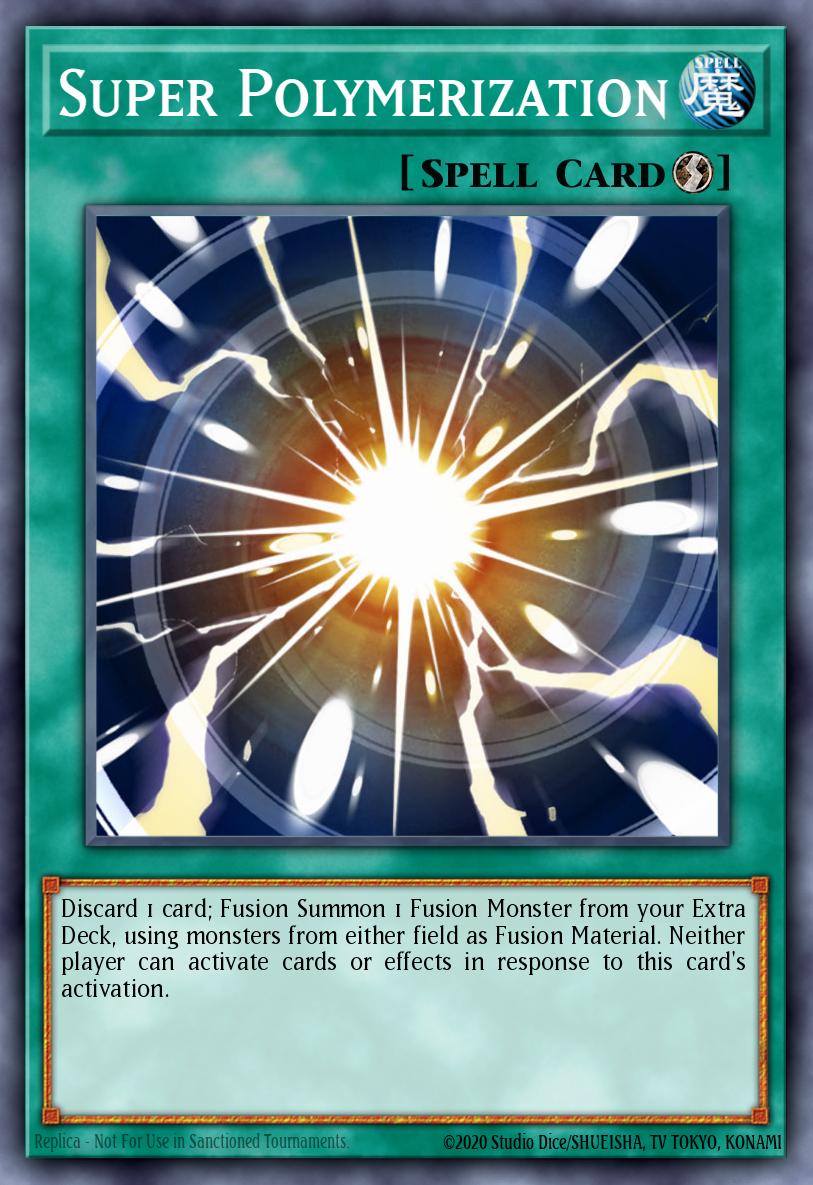 SUPER POLYMERIZATION
SPELL
魔
[SPELL CARD]
Discard 1 card; Fusion Summon 1 Fusion Monster from your Extra
Deck, using monsters from either field as Fusion Material. Neither
player can activate cards or effects in response to this card's
activation.
Replica - Not For Use in Sanctioned Tournaments.
©2020 Studio Dice/SHUEISHA, TV TOKYO, KONAMI